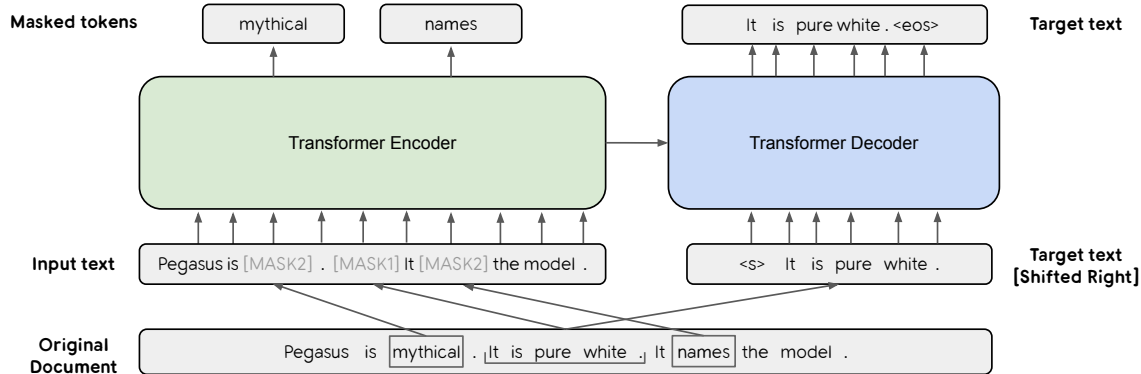 Masked tokens
mythical
names
It is pure white . <eos>
Target text
Transformer Encoder
Transformer Decoder
Input text
Pegasus is [MASK2] . [MASK1] It [MASK2] the model .
<s> It is pure white .
Target text
[Shifted Right]
Original
Document
Pegasus is mythical . It is pure white . It names the model .